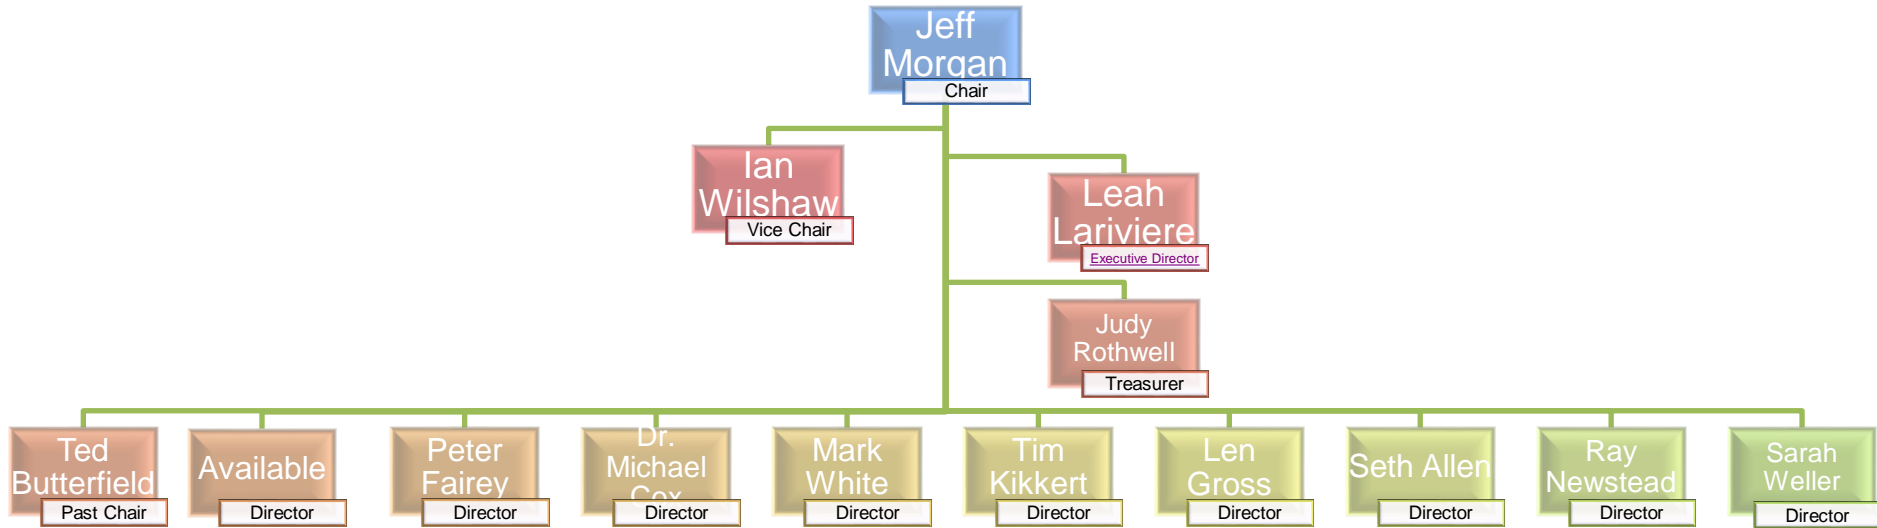 Jeff
Morgan
Chair
Ian
Wilshaw
Vice Chair
Leah
Lariviere
Executive Director
Judy
Rothwell
Treasurer
Ted
Butterfield
Past Chair
Available
Director
Peter
Fairey
Director
Dr.
Michael
Cox
Director
Mark
White
Director
Tim
Kikkert
Director
Len
Gross
Director
Seth Allen
Director
Ray
Newstead
Director
Sarah
Weller
Director